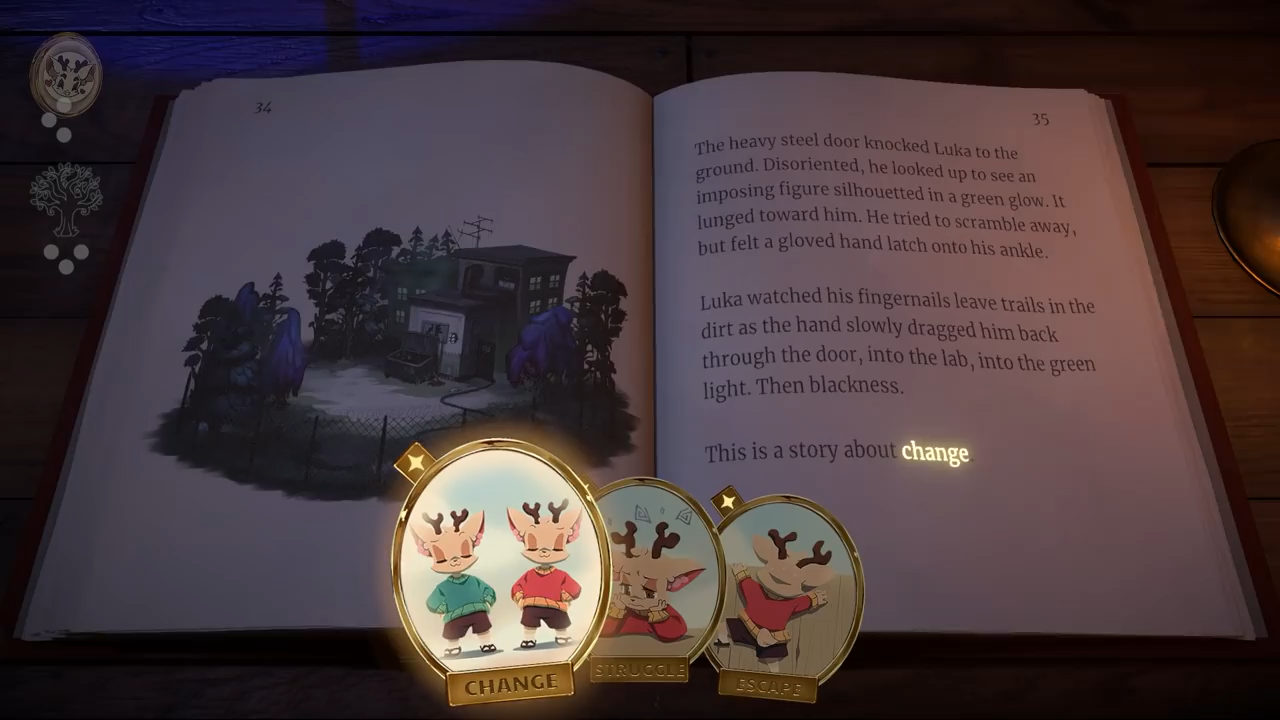 34
35
The heavy steel door knocked Luka to the
ground. Disoriented, he looked up to see an
imposing figure silhouetted in a green glow. It
lunged toward him. He tried to scramble away,
but felt a gloved hand latch onto his ankle.
Luka watched his fingernails leave trails in the
dirt as the hand slowly dragged him back
through the door, into the lab, into the green
light. Then blackness.
This is a story about change.
CHANGE
STRUGGLE
ESCAPE